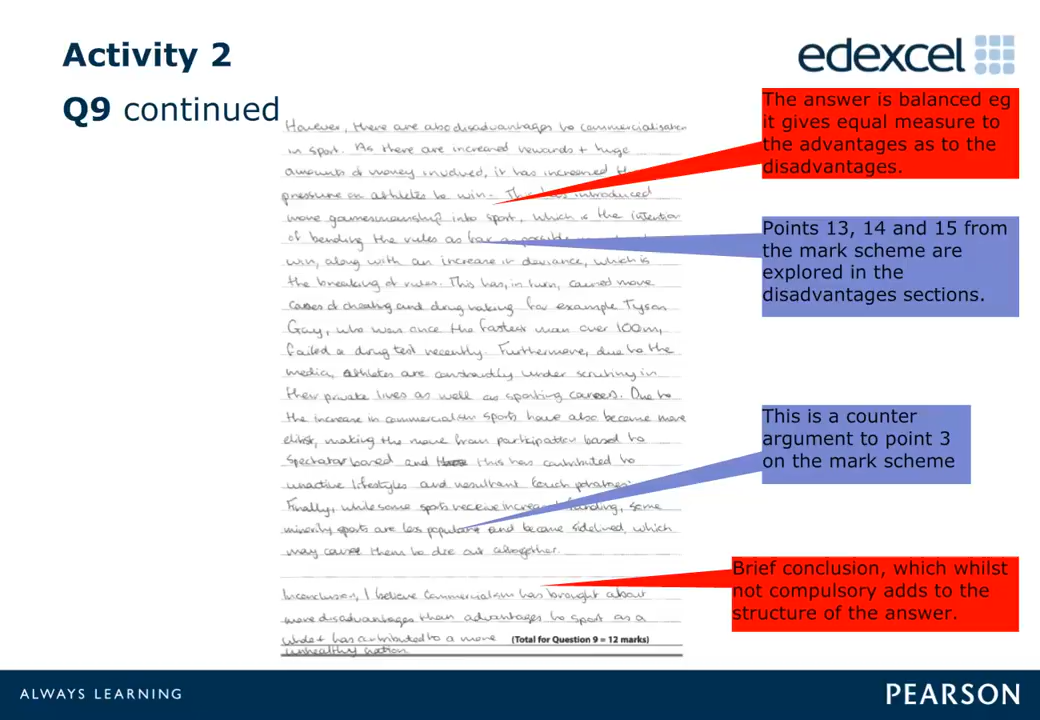 Activity 2
edexcel
Q9 continued
The answer is balanced eg
it gives equal measure to
the advantages as to the
disadvantages.
However, there are also disadvantages to commercialisation
in sport. As there are increased rewards + huge
amounts of money involved, it has increased the
pressure on athletes to win. This has introduced
more gamesmanship into sport, which is the intention
of bending the rules as far as possible
win, along with an increase in deviance, which is
the breaking of rules. This has, in turn, caused more
cases of cheating and drug taking for example Tyson
Gay, who was once the fastest man over 100m,
failed a drug test recently. Furthermore, due to the
media, athletes are constantly under scrutiny in
their private lives as well as sporting careers. Due to
the increase in commercialism sports have also became more
elitist, making the move from participation based to
spectator based and this has contributed to
inactive lifestyles and resultant couch potatoes.
Finally, while some sports receive increased funding, some
minority sports are less popular and become sidelined, which
may cause them to die out altogether.
Points 13, 14 and 15 from
the mark scheme are
explored in the
disadvantages sections.
This is a counter
argument to point 3
on the mark scheme
Inconclusion, I believe commercialism has brought about
more disadvantages than advantages to sport as a
whole + has contributed to a more
unhealthy nation.
(Total for Question 9 = 12 marks)
Brief conclusion, which whilst
not compulsory adds to the
structure of the answer.
ALWAYS LEARNING
PEARSON